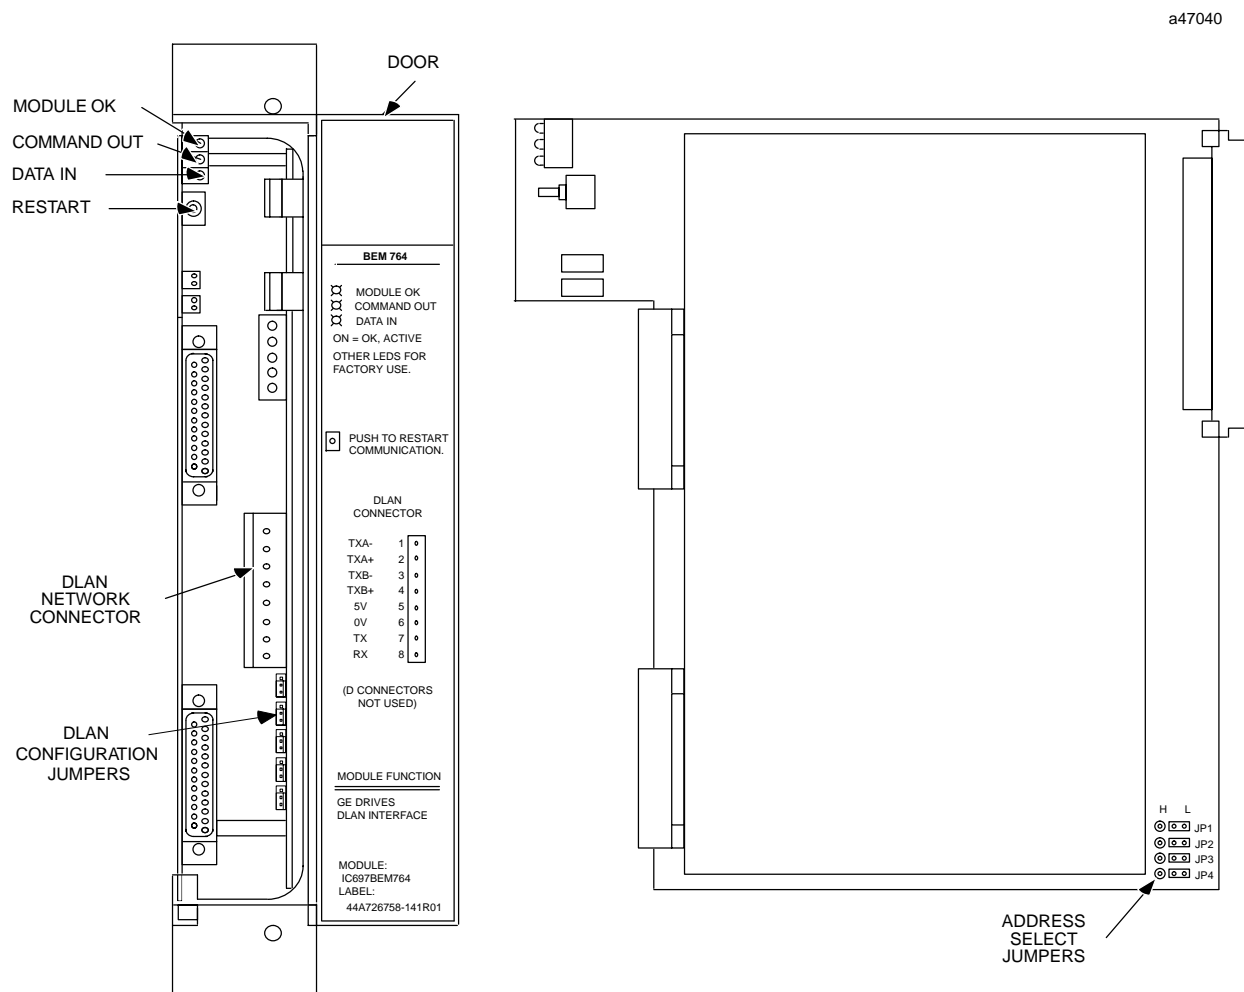 a47040
DOOR
MODULE OK
COMMAND OUT
DATA IN
RESTART
BEM 764
MODULE OK
COMMAND OUT
DATA IN
ON = OK, ACTIVE
OTHER LEDS FOR
FACTORY USE.
PUSH TO RESTART
COMMUNICATION.
DLAN
CONNECTOR
TXA- 1
TXA+ 2
TXB- 3
TXB+ 4
5V 5
0V 6
TX 7
RX 8
(D CONNECTORS
NOT USED)
DLAN
NETWORK
CONNECTOR
DLAN
CONFIGURATION
JUMPERS
MODULE FUNCTION
GE DRIVES
DLAN INTERFACE
MODULE:
IC697BEM764
LABEL:
44A726758-141R01
H L
JP1
JP2
JP3
JP4
ADDRESS
SELECT
JUMPERS